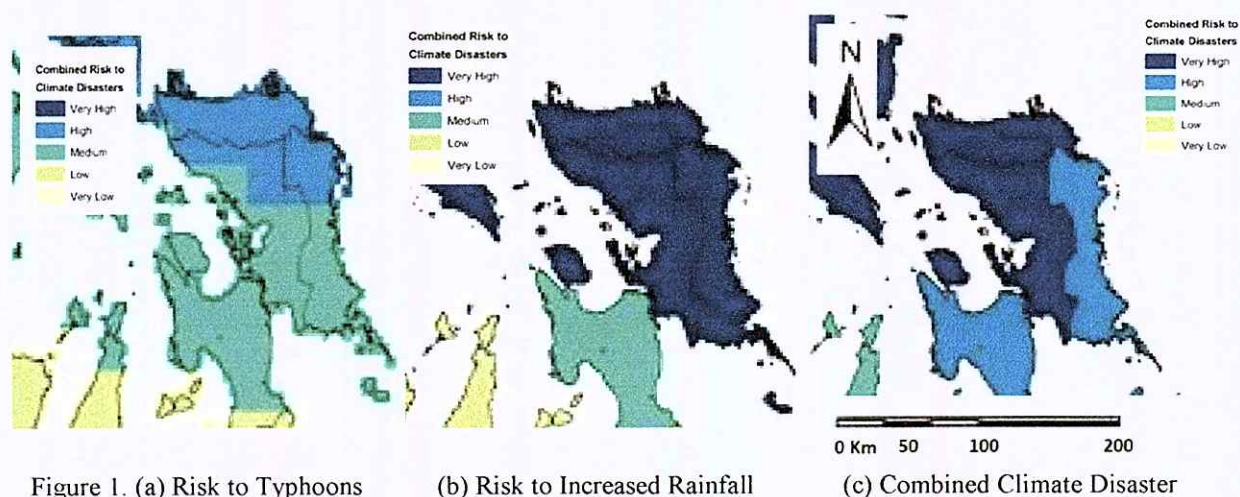 Combined Risk to
Climate Disasters
Very High
High
Medium
Low
Very Low
Combined Risk to
Climate Disasters
Very High
High
Medium
Low
Very Low
N
Combined Risk to
Climate Disasters
Very High
High
Medium
Low
Very Low
0 Km 50 100 200
Figure 1. (a) Risk to Typhoons (b) Risk to Increased Rainfall (c) Combined Climate Disaster